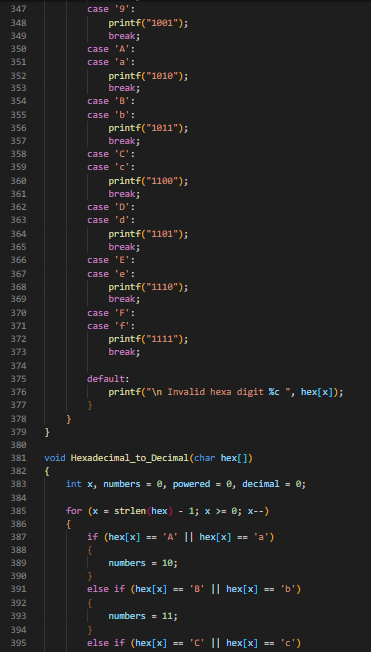 347 case '9':
348 printf("1001");
349 break;
350 case 'A':
351 case 'a':
352 printf("1010");
353 break;
354 case 'B':
355 case 'b':
356 printf("1011");
357 break;
358 case 'C':
359 case 'c':
360 printf("1100");
361 break;
362 case 'D':
363 case 'd':
364 printf("1101");
365 break;
366 case 'E':
367 case 'e':
368 printf("1110");
369 break;
370 case 'F':
371 case 'f':
372 printf("1111");
373 break;
374
375 default:
376 printf("\n Invalid hexa digit %c ", hex[x]);
377 }
378 }
379 }
380
381 void Hexadecimal_to_Decimal(char hex[])
382 {
383 int x, numbers = 0, powered = 0, decimal = 0;
384
385 for (x = strlen(hex) - 1; x >= 0; x--)
386 {
387 if (hex[x] == 'A' || hex[x] == 'a')
388 {
389 numbers = 10;
390 }
391 else if (hex[x] == 'B' || hex[x] == 'b')
392 {
393 numbers = 11;
394 }
395 else if (hex[x] == 'C' || hex[x] == 'c')